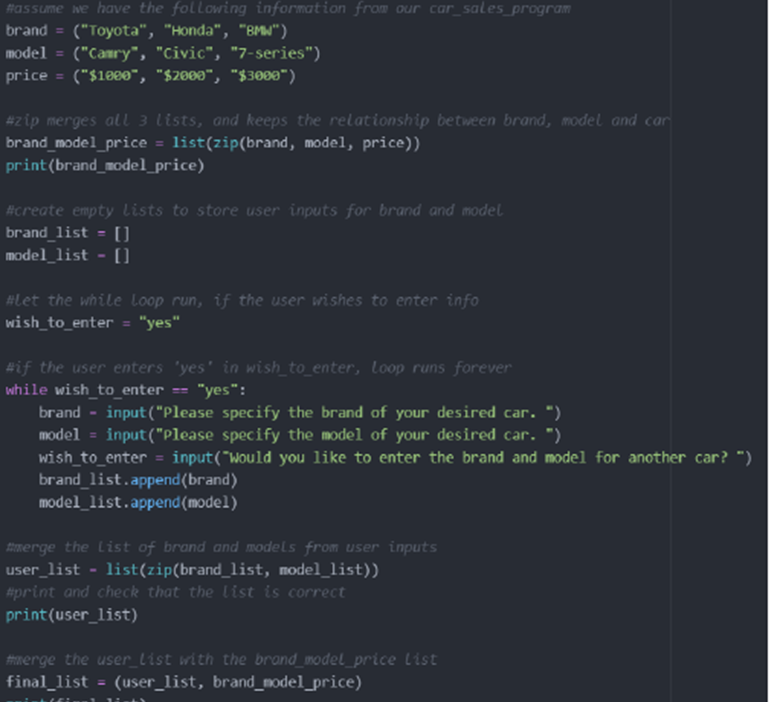 #assume we have the following information from our car_sales_program
brand = ("Toyota", "Honda", "BMW")
model = ("Camry", "Civic", "7-series")
price = ("$1000", "$2000", "$3000")
#zip merges all 3 lists, and keeps the relationship between brand, model and car
brand_model_price = list(zip(brand, model, price))
print(brand_model_price)
#create empty lists to store user inputs for brand and model
brand_list = []
model_list = []
#let the while loop run, if the user wishes to enter info
wish_to_enter = "yes"
#if the user enters 'yes' in wish_to_enter, loop runs forever
while wish_to_enter == "yes":
    brand = input("Please specify the brand of your desired car. ")
    model = input("Please specify the model of your desired car. ")
    wish_to_enter = input("Would you like to enter the brand and model for another car? ")
    brand_list.append(brand)
    model_list.append(model)
#merge the list of brand and models from user inputs
user_list = list(zip(brand_list, model_list))
#print and check that the list is correct
print(user_list)
#merge the user_list with the brand_model_price list
final_list = (user_list, brand_model_price)